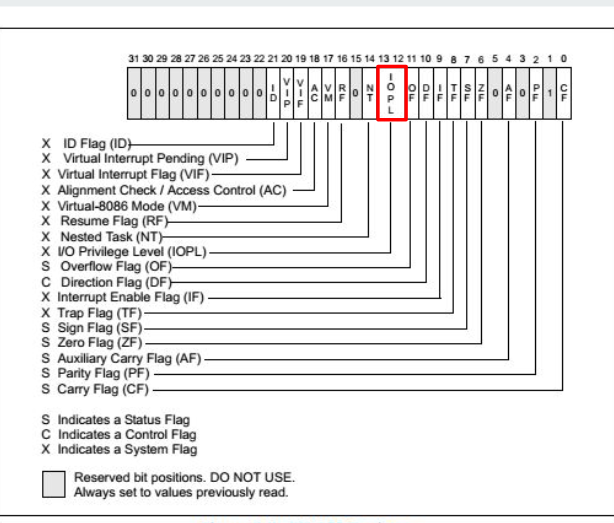 31 30 29 28 27 26 25 24 23 22 21 20 19 18 17 16 15 14 13 12 11 10 9 8 7 6 5 4 3 2 1 0
0 0 0 0 0 0 0 0 0 0 ID VIP VIF AC VM RF 0 NT IOPL OF DF IF TF SF ZF 0 AF 0 PF 1 CF
X ID Flag (ID)
X Virtual Interrupt Pending (VIP)
X Virtual Interrupt Flag (VIF)
X Alignment Check / Access Control (AC)
X Virtual-8086 Mode (VM)
X Resume Flag (RF)
X Nested Task (NT)
X I/O Privilege Level (IOPL)
S Overflow Flag (OF)
C Direction Flag (DF)
X Interrupt Enable Flag (IF)
X Trap Flag (TF)
S Sign Flag (SF)
S Zero Flag (ZF)
S Auxiliary Carry Flag (AF)
S Parity Flag (PF)
S Carry Flag (CF)
S Indicates a Status Flag
C Indicates a Control Flag
X Indicates a System Flag
Reserved bit positions. DO NOT USE.
Always set to values previously read.